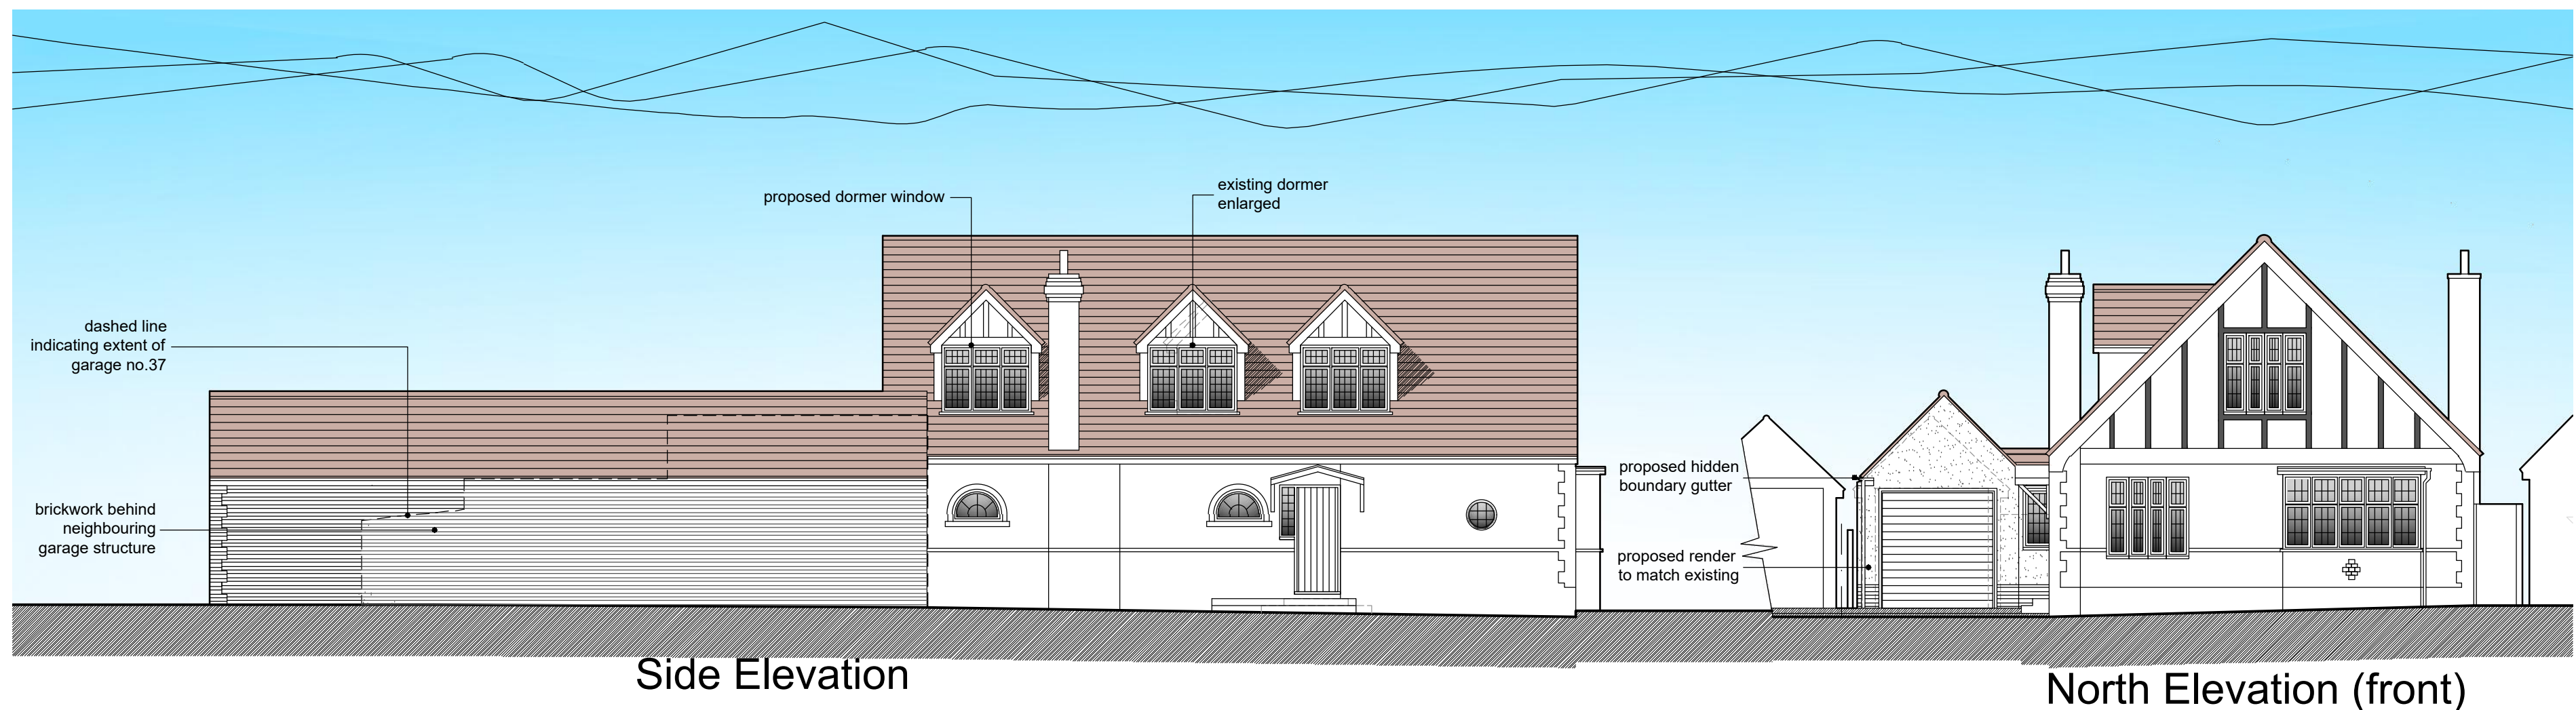 proposed dormer window
existing dormer
enlarged
dashed line
indicating extent of
garage no.37
brickwork behind
neighbouring
garage structure
proposed hidden
boundary gutter
proposed render
to match existing
Side Elevation
North Elevation (front)